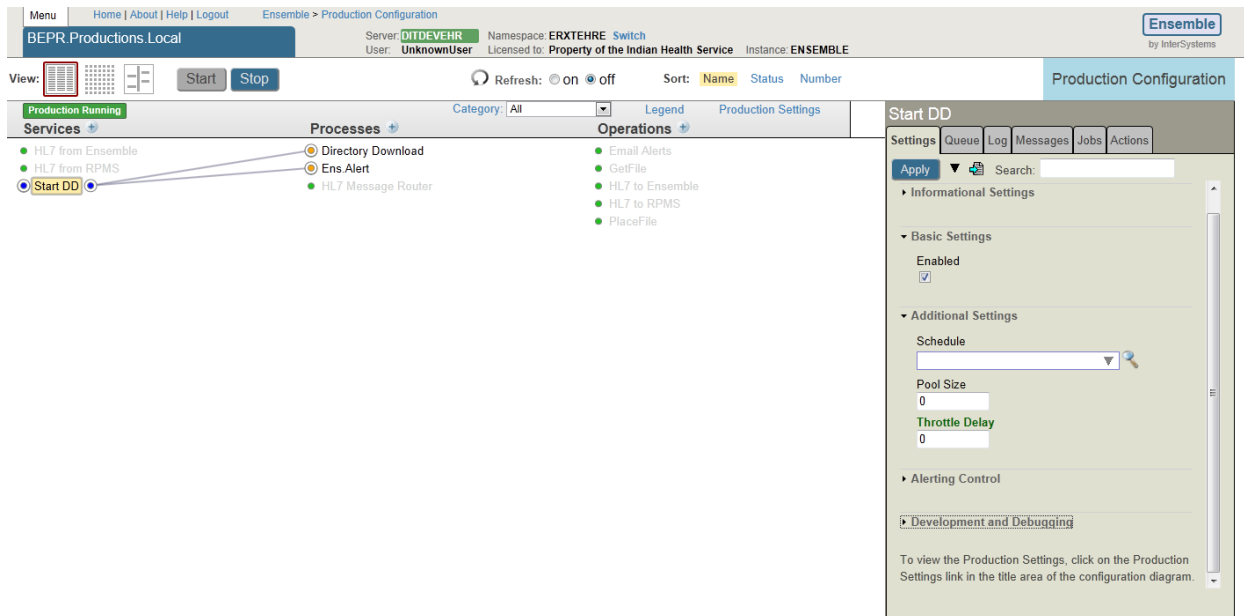 Menu Home | About | Help | Logout Ensemble > Production Configuration
BEPR.Productions.Local
Server: DITDEVEHR Namespace: ERXTEHRE Switch
User: UnknownUser Licensed to: Property of the Indian Health Service Instance: ENSEMBLE
Ensemble
by InterSystems
View: Start Stop Refresh: on off Sort: Name Status Number
Production Configuration
Production Running Category: All Legend Production Settings
Services Processes Operations
HL7 from Ensemble Directory Download Email Alerts
HL7 from RPMS Ens.Alert GetFile
Start DD HL7 Message Router HL7 to Ensemble
HL7 to RPMS
PlaceFile
Start DD
Settings Queue Log Messages Jobs Actions
Apply Search:
Informational Settings
Basic Settings
Enabled
Additional Settings
Schedule
Pool Size
0
Throttle Delay
0
Alerting Control
Development and Debugging
To view the Production Settings, click on the Production
Settings link in the title area of the configuration diagram.